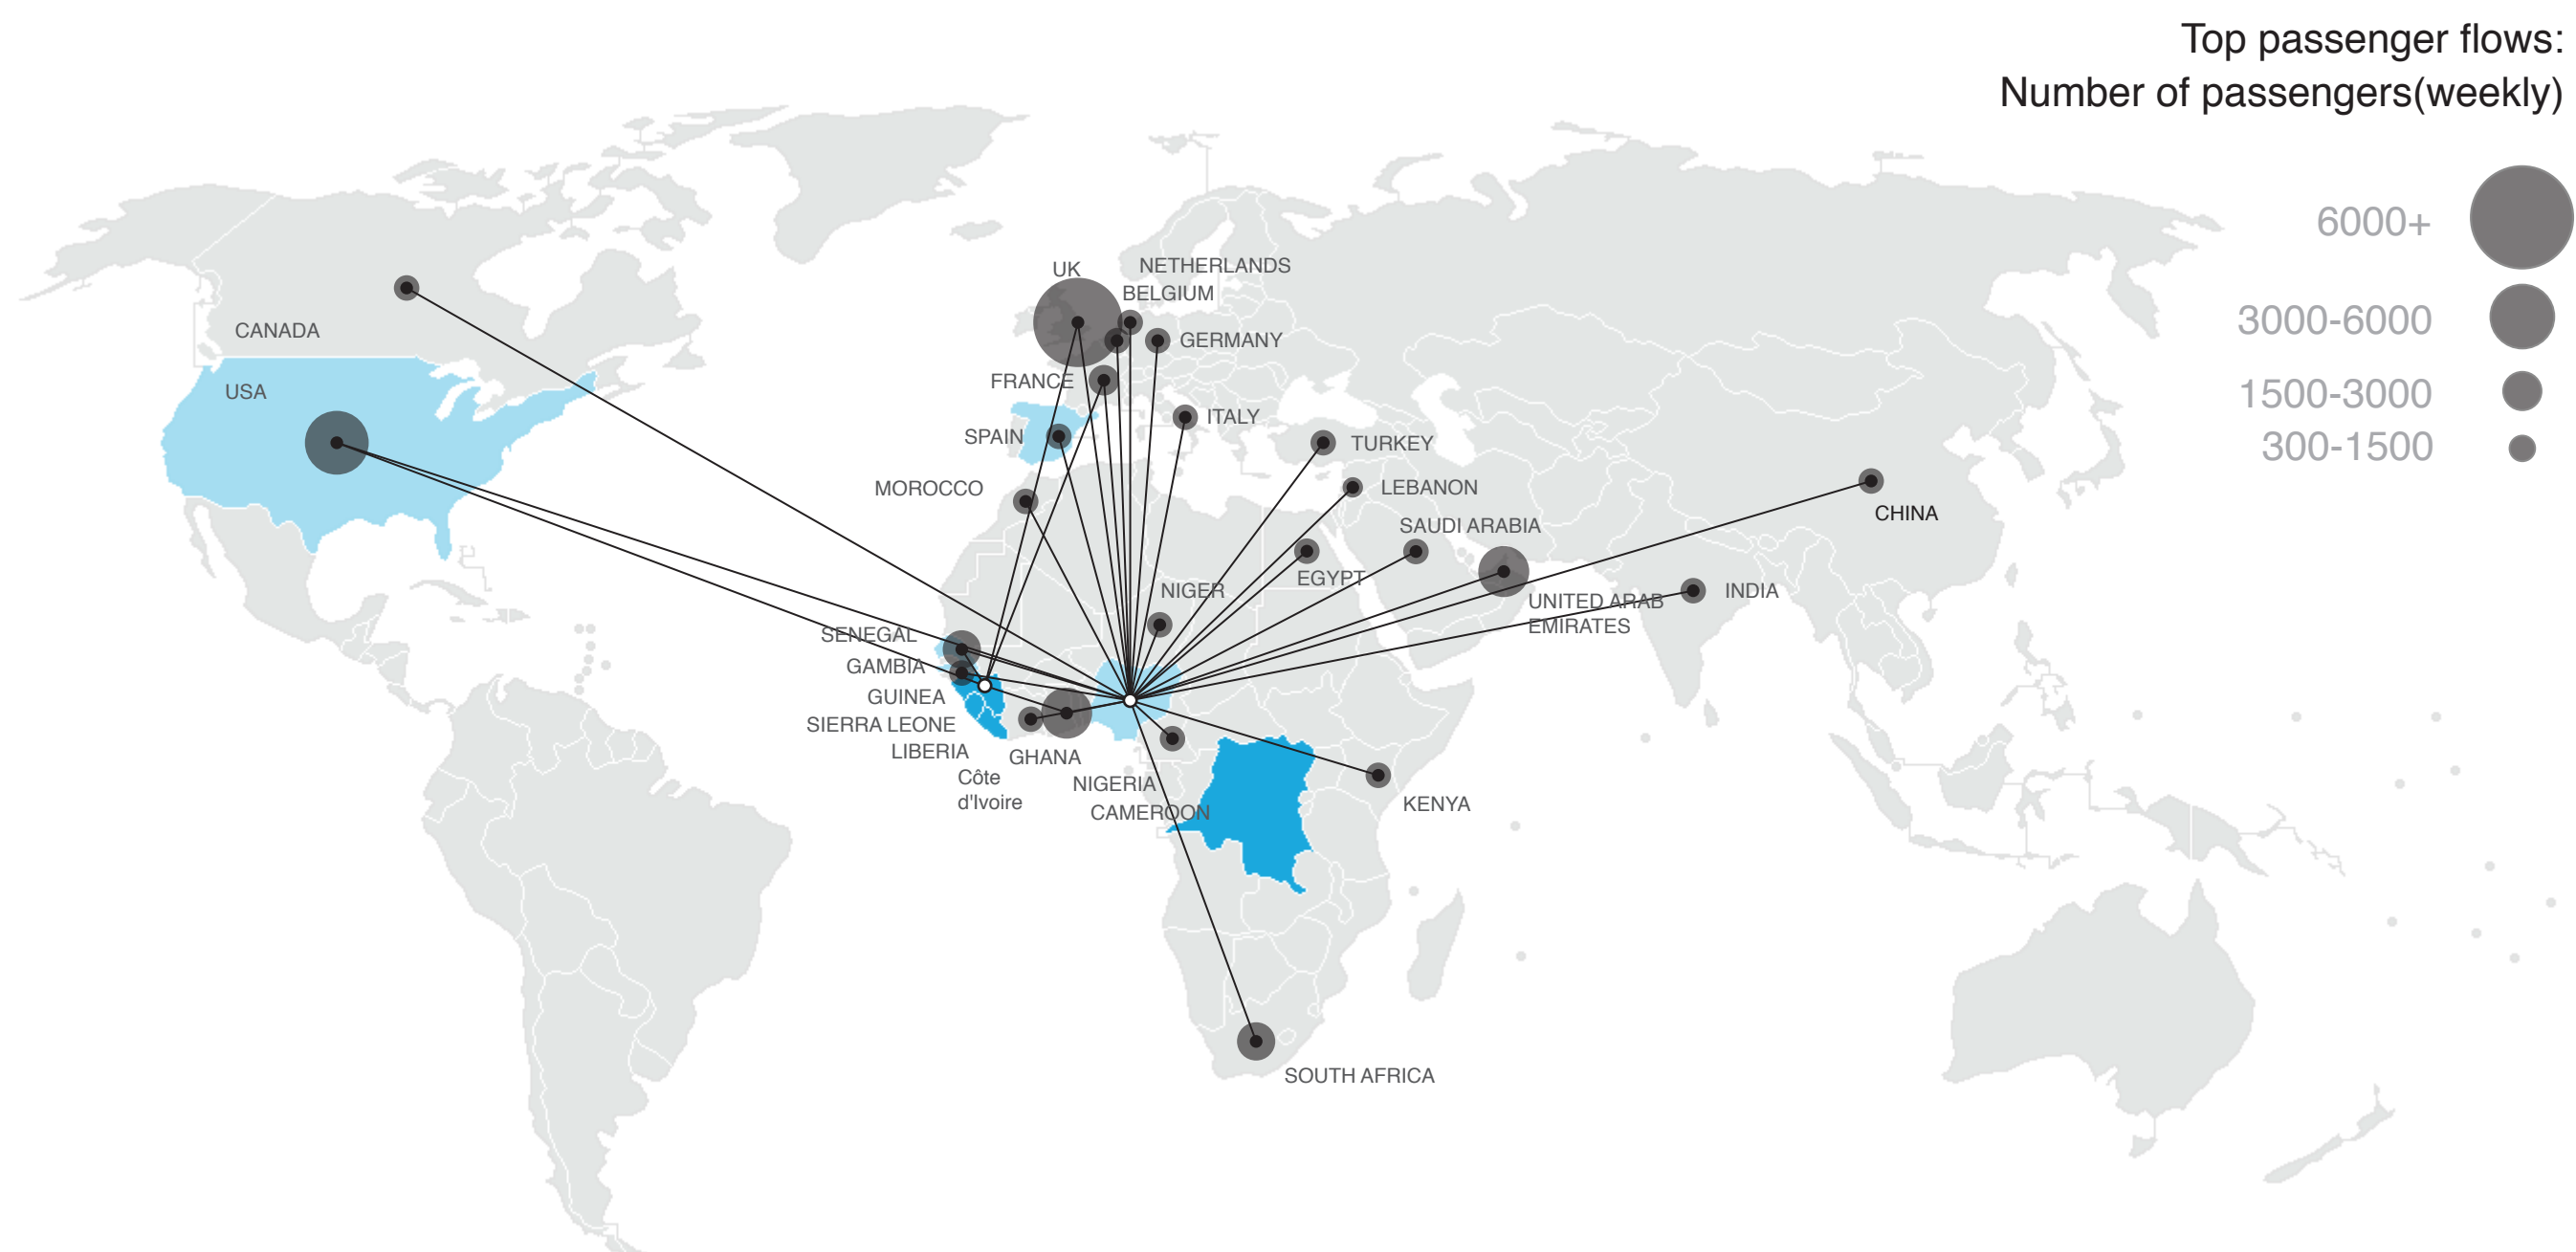 Top passenger flows:
Number of passengers(weekly)
6000+
3000-6000
1500-3000
300-1500
UK
NETHERLANDS
BELGIUM
CANADA
GERMANY
FRANCE
USA
ITALY
SPAIN
TURKEY
MOROCCO
LEBANON
CHINA
SAUDI ARABIA
EGYPT
NIGER
INDIA
UNITED ARAB
EMIRATES
SENEGAL
GAMBIA
GUINEA
SIERRA LEONE
LIBERIA
GHANA
Côte
d'Ivoire
NIGERIA
CAMEROON
KENYA
SOUTH AFRICA